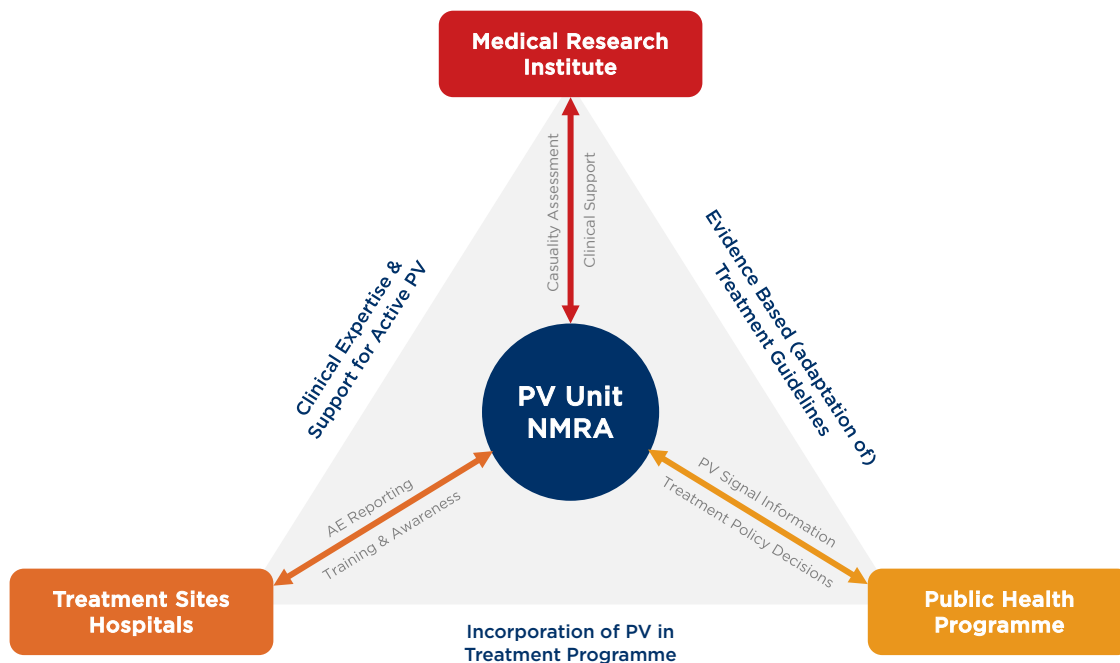 Medical Research
Institute
Casuality Assessment
Clinical Support
Clinical Expertise &
Support for Active PV
Evidence Based (adaptation of)
Treatment Guidelines
PV Unit
NMRA
AE Reporting
Training & Awareness
PV Signal Information
Treatment Policy Decisions
Treatment Sites
Hospitals
Public Health
Programme
Incorporation of PV in
Treatment Programme